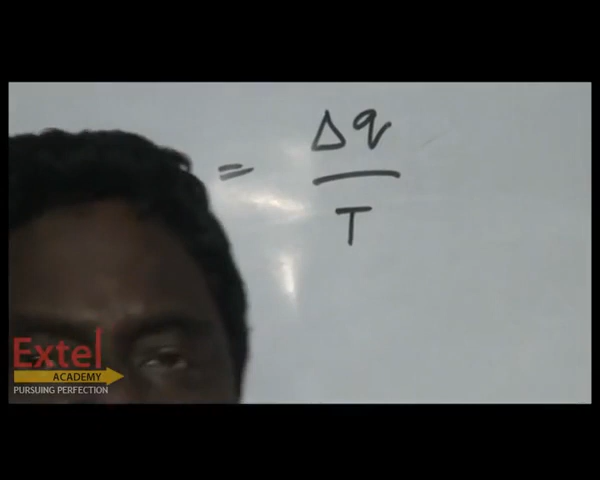 = Δq
T
Extel
ACADEMY
PURSUING PERFECTION